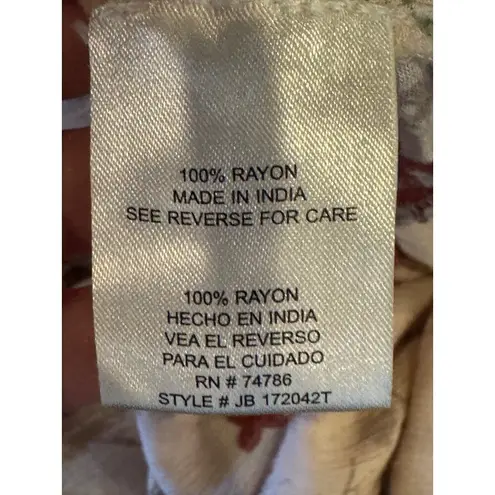 100% RAYON
MADE IN INDIA
SEE REVERSE FOR CARE
100% RAYON
HECHO EN INDIA
VEA EL REVERSO
PARA EL CUIDADO
RN # 74786
STYLE # JB 172042T